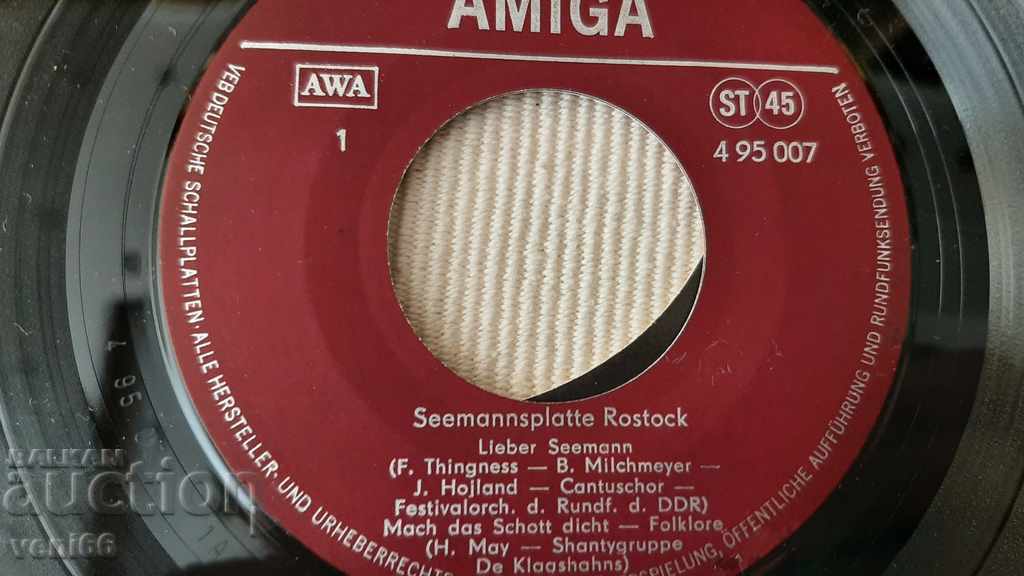 AMIGA
AWA
ST 45
1
4 95 007
Seemannsplatte Rostock
Lieber Seemann
(F. Thingness — B. Milchmeyer —
J. Hojland — Cantuschor —
Festivalorch. d. Rundf. d. DDR)
Mach das Schott dicht — Folklore
(H. May — Shantygruppe
De Klaashahns)
VEB DEUTSCHE SCHALLPLATTEN · ALLE HERSTELLER- UND URHEBERRECHTE
ÖFFENTLICHE AUFFÜHRUNG UND RUNDFUNKSENDUNG VERBOTEN
4 95
BALKAN
auction
veni66